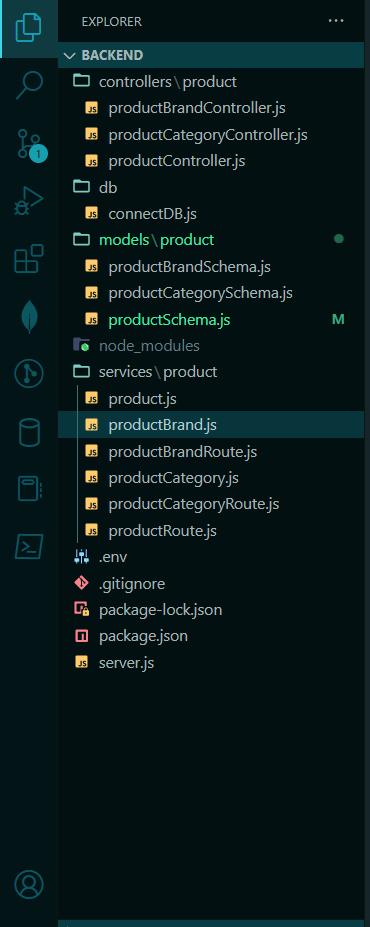 EXPLORER ...
BACKEND
controllers\product
JS productBrandController.js
JS productCategoryController.js
JS productController.js
db
JS connectDB.js
models\product
JS productBrandSchema.js
JS productCategorySchema.js
JS productSchema.js M
node_modules
services\product
JS product.js
JS productBrand.js
JS productBrandRoute.js
JS productCategory.js
JS productCategoryRoute.js
JS productRoute.js
.env
.gitignore
package-lock.json
package.json
JS server.js
1